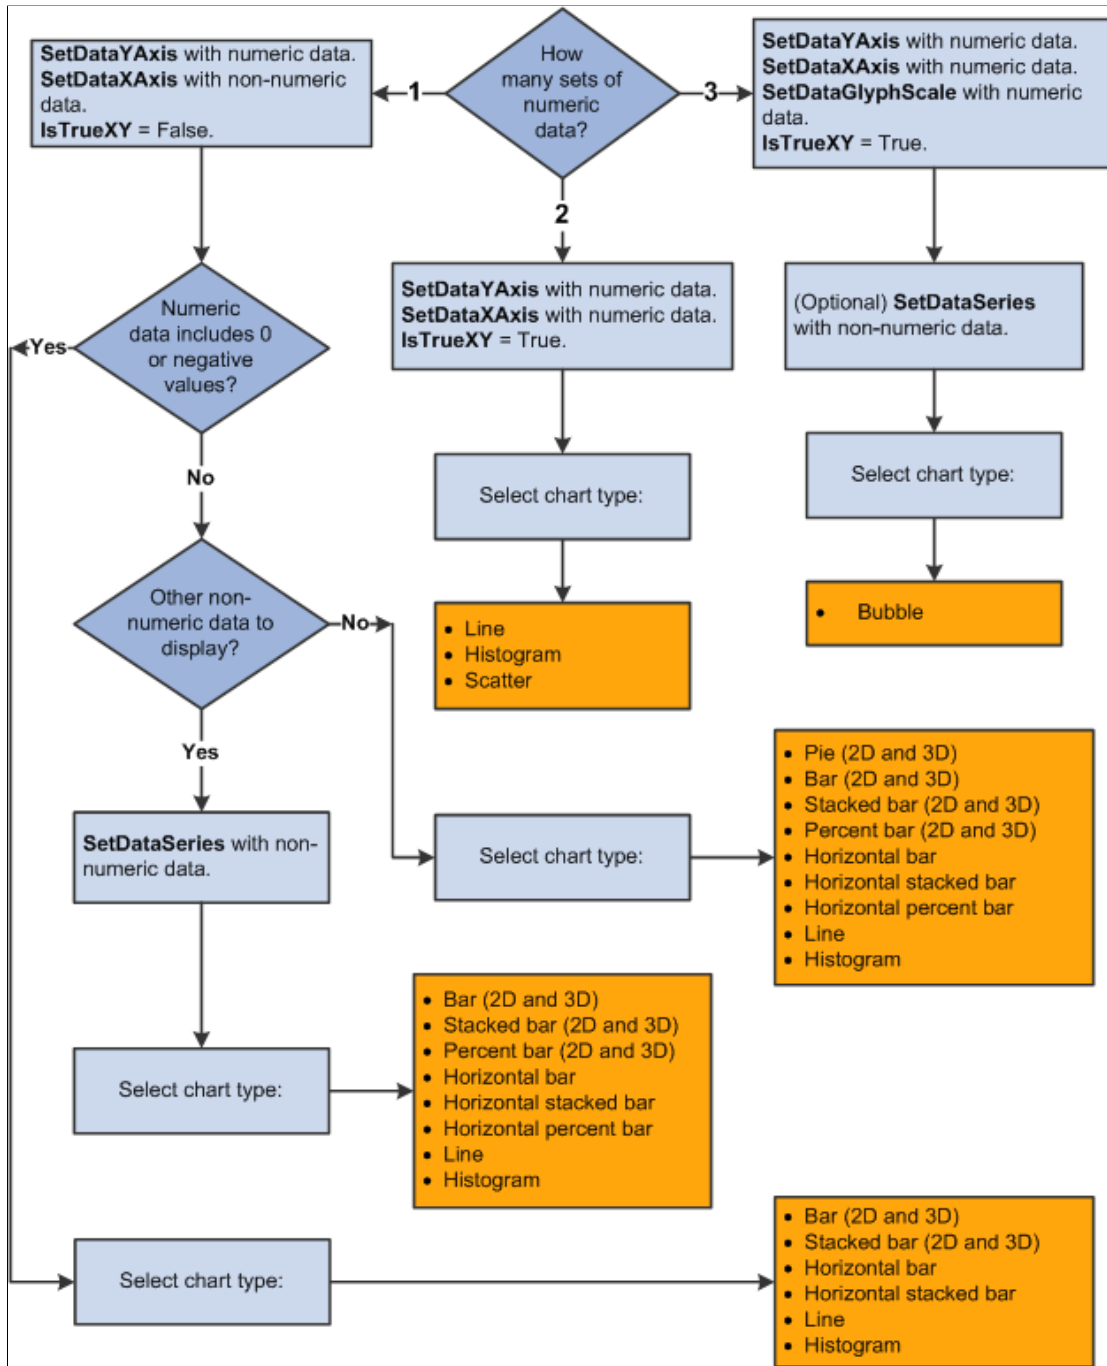 How
many sets of
numeric
data?
1
2
3
SetDataYAxis with numeric data.
SetDataXAxis with non-numeric
data.
IsTrueXY = False.
SetDataYAxis with numeric data.
SetDataXAxis with numeric data.
SetDataGlyphScale with numeric
data.
IsTrueXY = True.
SetDataYAxis with numeric data.
SetDataXAxis with numeric data.
IsTrueXY = True.
(Optional) SetDataSeries
with non-numeric data.
Numeric
data includes 0
or negative
values?
Yes
No
Select chart type:
Select chart type:
• Line
• Histogram
• Scatter
• Bubble
Other non-
numeric data to
display?
No
Yes
SetDataSeries with non-
numeric data.
Select chart type:
• Pie (2D and 3D)
• Bar (2D and 3D)
• Stacked bar (2D and 3D)
• Percent bar (2D and 3D)
• Horizontal bar
• Horizontal stacked bar
• Horizontal percent bar
• Line
• Histogram
Select chart type:
• Bar (2D and 3D)
• Stacked bar (2D and 3D)
• Percent bar (2D and 3D)
• Horizontal bar
• Horizontal stacked bar
• Horizontal percent bar
• Line
• Histogram
Select chart type:
• Bar (2D and 3D)
• Stacked bar (2D and 3D)
• Horizontal bar
• Horizontal stacked bar
• Line
• Histogram